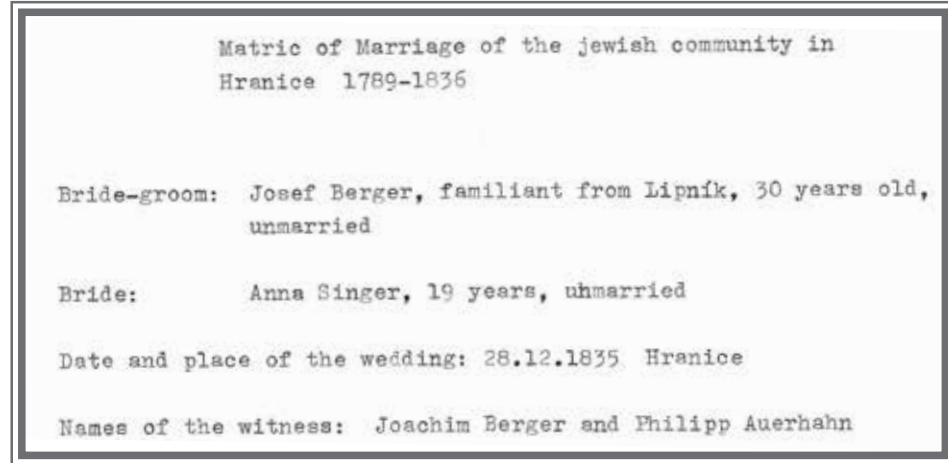 Matric of Marriage of the jewish community in
Hranice 1789-1836
Bride-groom: Josef Berger, familiant from Lipník, 30 years old,
unmarried
Bride: Anna Singer, 19 years, uhmarried
Date and place of the wedding: 28.12.1835 Hranice
Names of the witness: Joachim Berger and Philipp Auerhahn